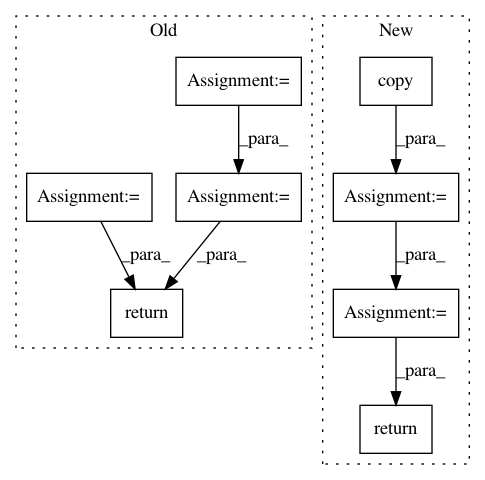 Old
New
Assignment:=
copy
_para_
_para_
Assignment:=
Assignment:=
Assignment:=
_para_
_para_
_para_
return
Assignment:=
_para_
return